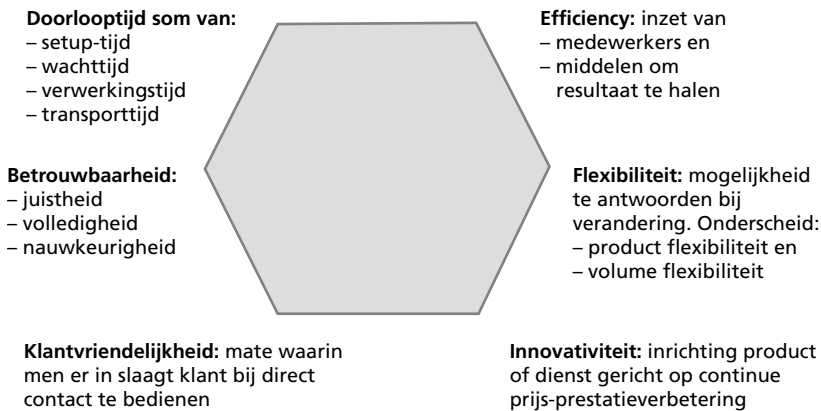 Doorlooptijd som van:
– setup-tijd
– wachttijd
– verwerkingstijd
– transporttijd
Efficiency: inzet van
– medewerkers en
– middelen om
resultaat te halen
Betrouwbaarheid:
– juistheid
– volledigheid
– nauwkeurigheid
Flexibiliteit: mogelijkheid
te antwoorden bij
verandering. Onderscheid:
– product flexibiliteit en
– volume flexibiliteit
Klantvriendelijkheid: mate waarin
men er in slaagt klant bij direct
contact te bedienen
Innovativiteit: inrichting product
of dienst gericht op continue
prijs-prestatieverbetering